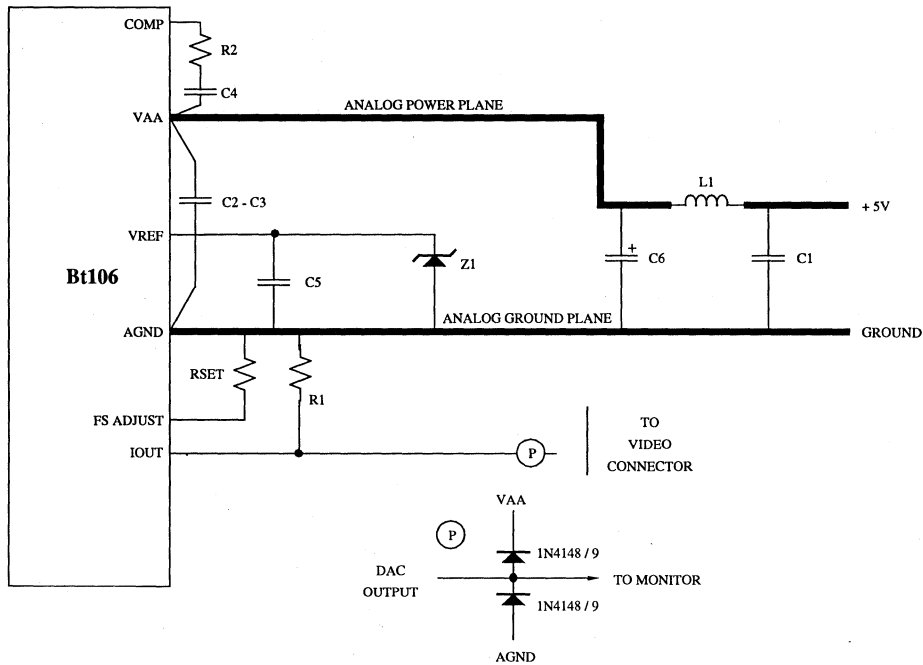 COMP
R2
C4
ANALOG POWER PLANE
VAA
L1
+ 5V
C2 - C3
VREF
+
Z1
C6
C1
Bt106
C5
ANALOG GROUND PLANE
AGND
GROUND
RSET
R1
FS ADJUST
TO
VIDEO
CONNECTOR
IOUT
P
VAA
P
1N4148 / 9
DAC
OUTPUT
TO MONITOR
1N4148 / 9
AGND